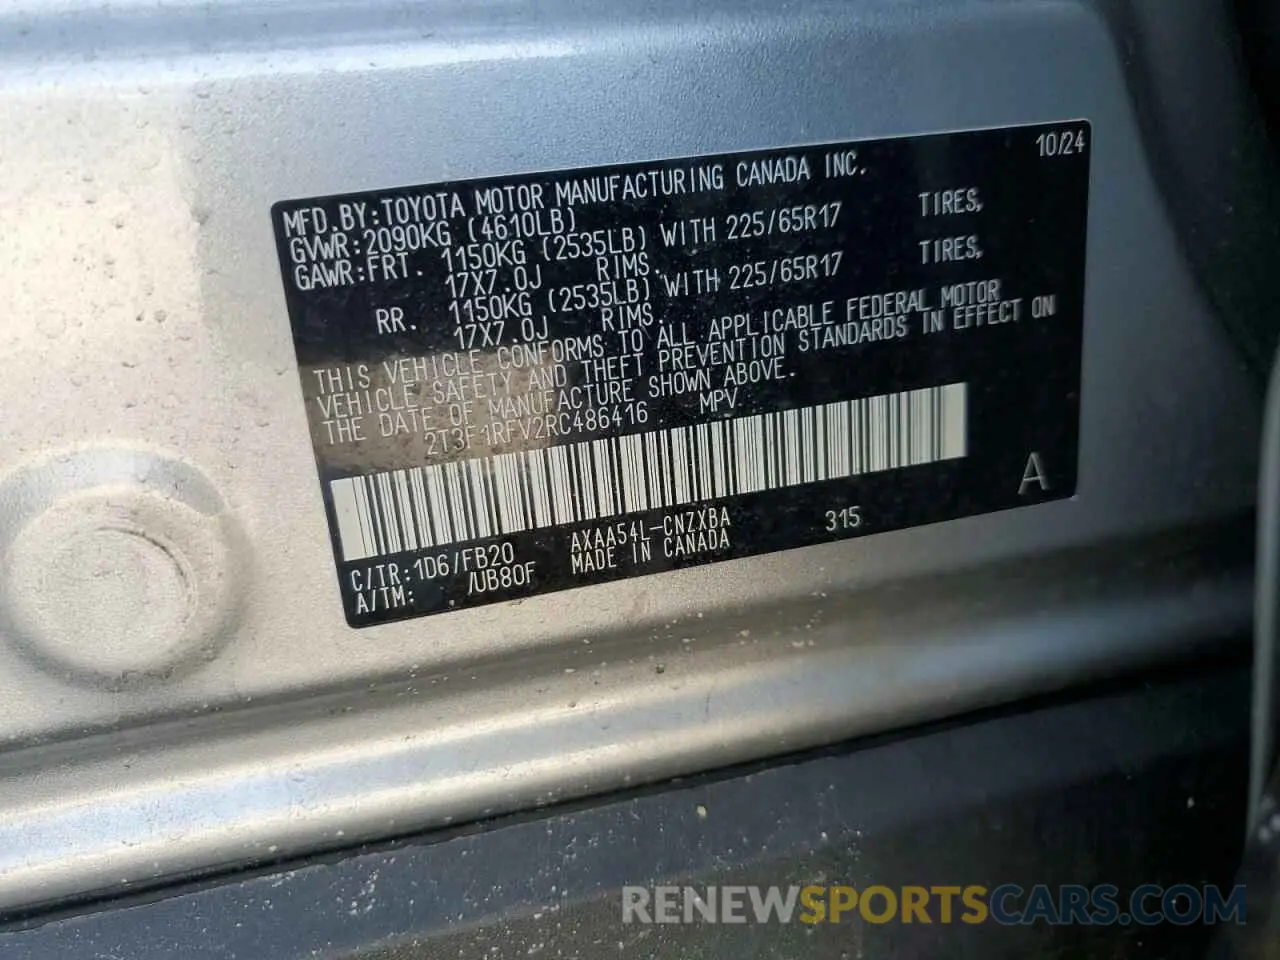 10/24
MFD.BY:TOYOTA MOTOR MANUFACTURING CANADA INC.
GVWR:2090KG (4610LB)
GAWR:FRT. 1150KG (2535LB) WITH 225/65R17 TIRES,
17X7.0J RIMS.
RR. 1150KG (2535LB) WITH 225/65R17 TIRES,
17X7.0J RIMS.
THIS VEHICLE CONFORMS TO ALL APPLICABLE FEDERAL MOTOR
VEHICLE SAFETY AND THEFT PREVENTION STANDARDS IN EFFECT ON
THE DATE OF MANUFACTURE SHOWN ABOVE.
2T3F1RFV2RC486416 MPV
A
C/TR:1D6/FB20 AXAA54L-CNZXBA 315
A/TM: /UB80F MADE IN CANADA
RENEWSPORTSCARS.COM